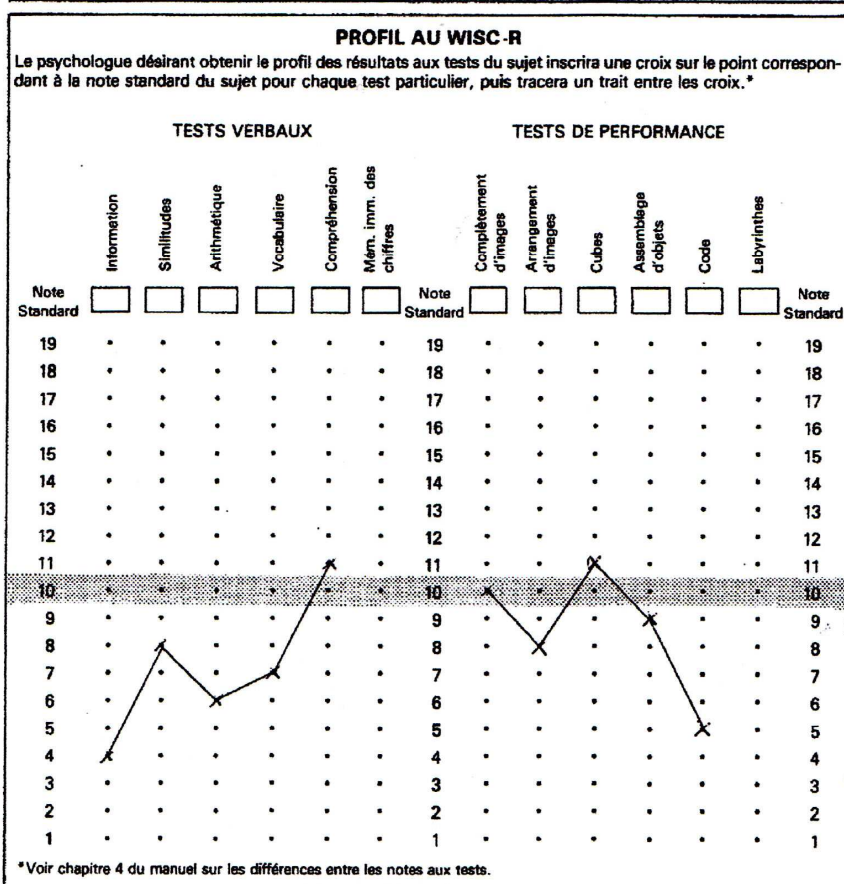 PROFIL AU WISC-R
Le psychologue désirant obtenir le profil des résultats aux tests du sujet inscrira une croix sur le point correspon-
dant à la note standard du sujet pour chaque test particulier, puis tracera un trait entre les croix.*
TESTS VERBAUX TESTS DE PERFORMANCE
Information Similitudes Arithmétique Vocabulaire Compréhension Mém. imm. des chiffres Complètement d'images Arrangement d'images Cubes Assemblage d'objets Code Labyrinthes
Note Note Note
Standard Standard Standard
19 19 19
18 18 18
17 17 17
16 16 16
15 15 15
14 14 14
13 13 13
12 12 12
11 11 11
10 10 10
9 9 9
8 8 8
7 7 7
6 6 6
5 5 5
4 4 4
3 3 3
2 2 2
1 1 1
*Voir chapitre 4 du manuel sur les différences entre les notes aux tests.